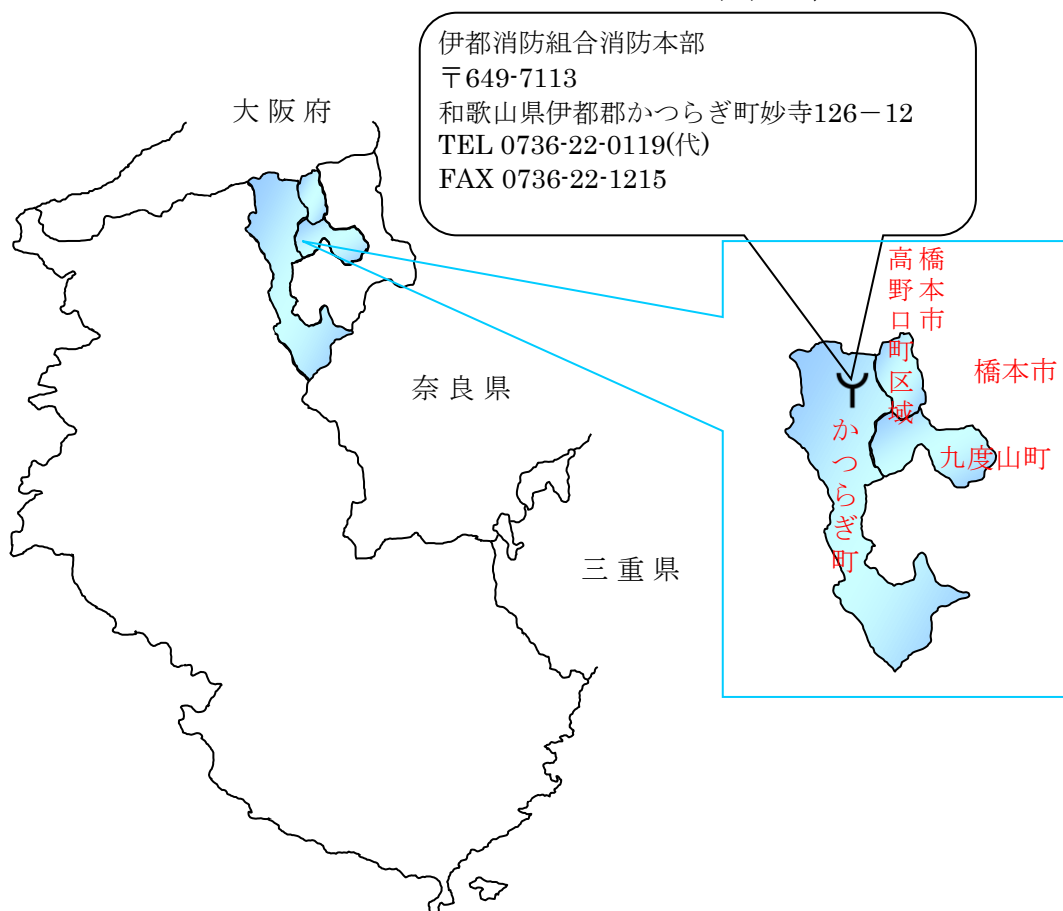 伊都消防組合消防本部
〒649-7113
和歌山県伊都郡かつらぎ町妙寺126－12
TEL 0736-22-0119(代)
FAX 0736-22-1215
大阪府
奈良県
三重県
橋本市
高野口町区域
橋本市
九度山町
かつらぎ町